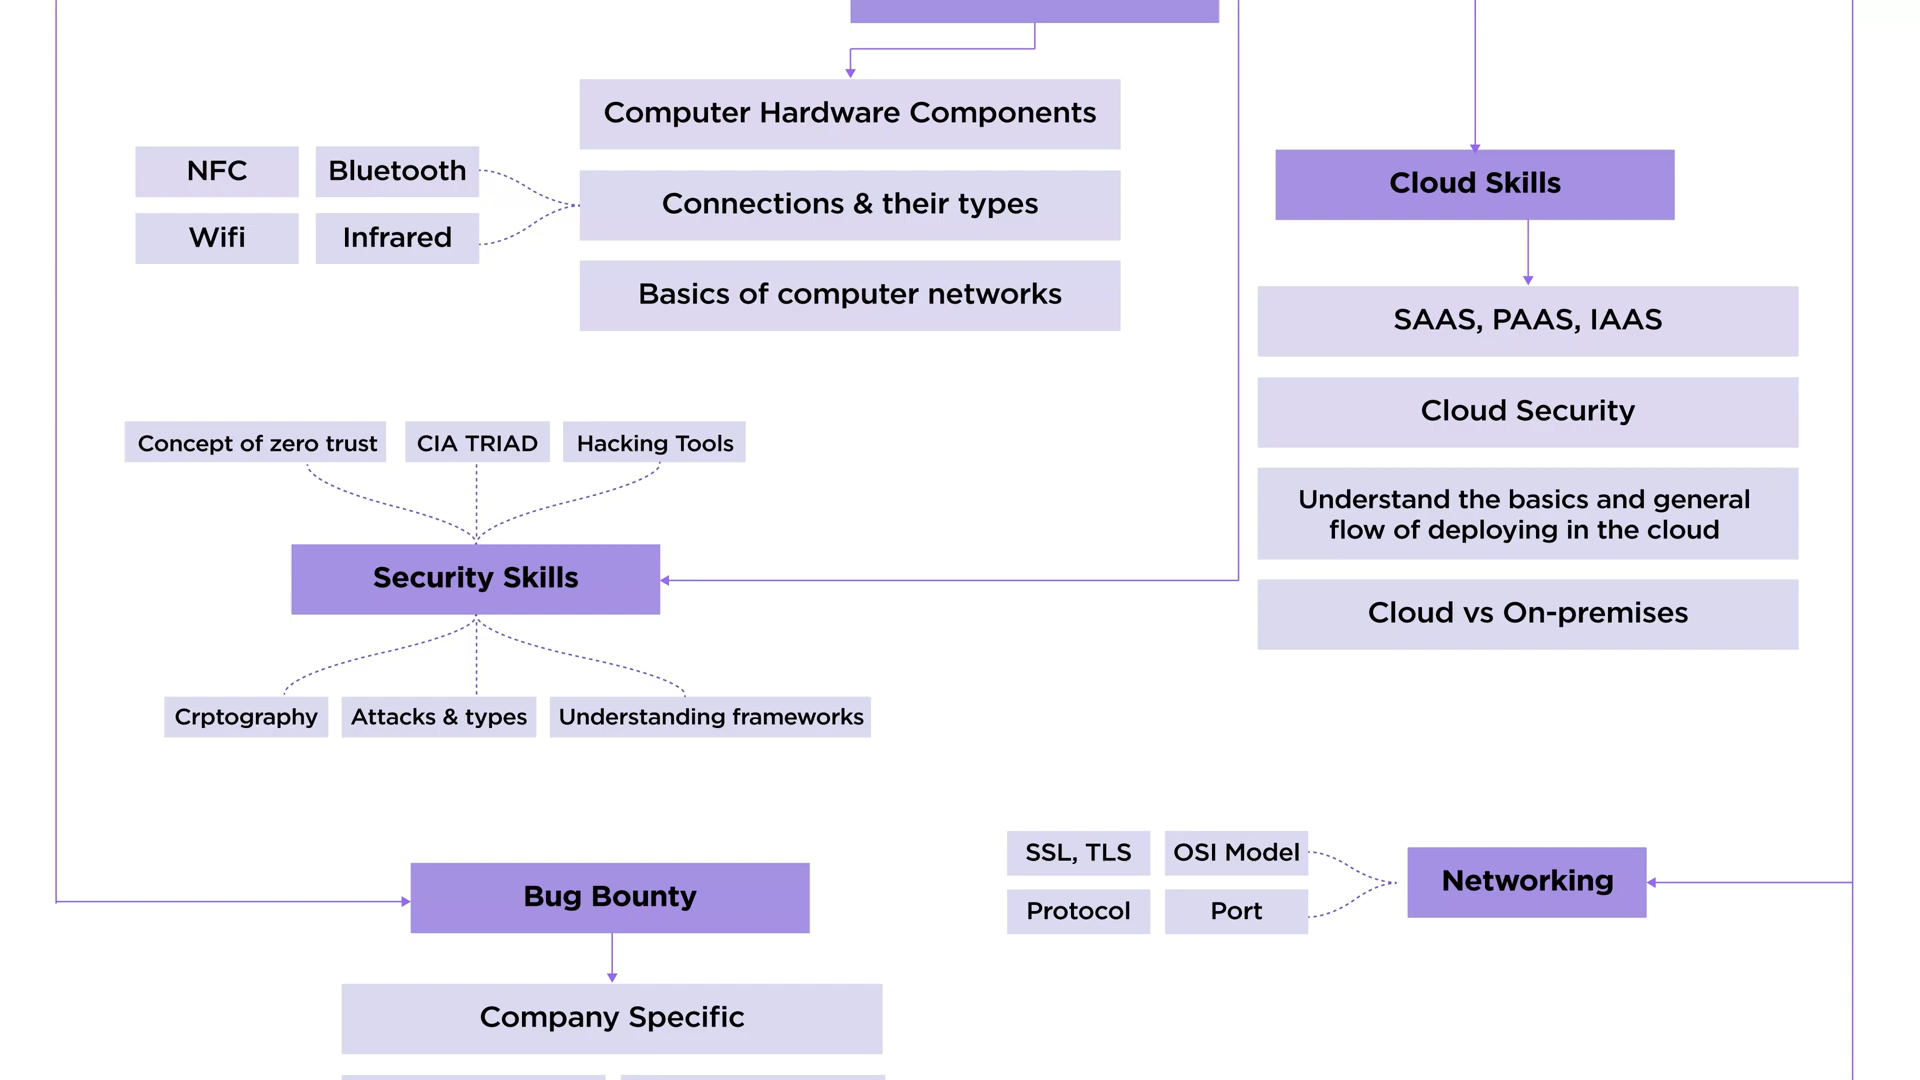 Computer Hardware Components
NFC
Bluetooth
Wifi
Infrared
Connections & their types
Basics of computer networks
Cloud Skills
SAAS, PAAS, IAAS
Cloud Security
Understand the basics and general
flow of deploying in the cloud
Cloud vs On-premises
Concept of zero trust
CIA TRIAD
Hacking Tools
Security Skills
Crptography
Attacks & types
Understanding frameworks
SSL, TLS
OSI Model
Protocol
Port
Networking
Bug Bounty
Company Specific